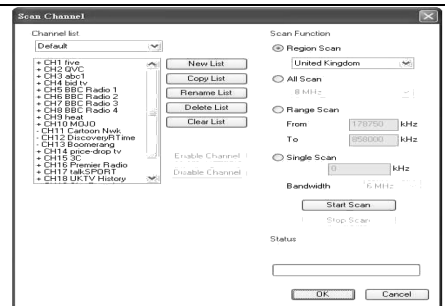 Scan Channel
Channel list
Default
+ CH1 five
+ CH2 QVC
+ CH3 abc1
+ CH4 bid tv
+ CH5 BBC Radio 1
+ CH6 BBC Radio 2
+ CH7 BBC Radio 3
+ CH8 BBC Radio 4
+ CH9 heat
+ CH10 MOJO
- CH11 Cartoon Nwk
- CH12 DiscoveryRTime
- CH13 Boomerang
+ CH14 price-drop tv
+ CH15 3C
+ CH16 Premier Radio
+ CH17 talkSPORT
+ CH18 UKTV History
New List
Copy List
Rename List
Delete List
Clear List
Enable Channel
Disable Channel
Scan Function
Region Scan
United Kingdom
All Scan
8 MHz
Range Scan
From 178750 kHz
To 858000 kHz
Single Scan
0 kHz
Bandwidth 6 MHz
Start Scan
Stop Scan
Status
OK Cancel